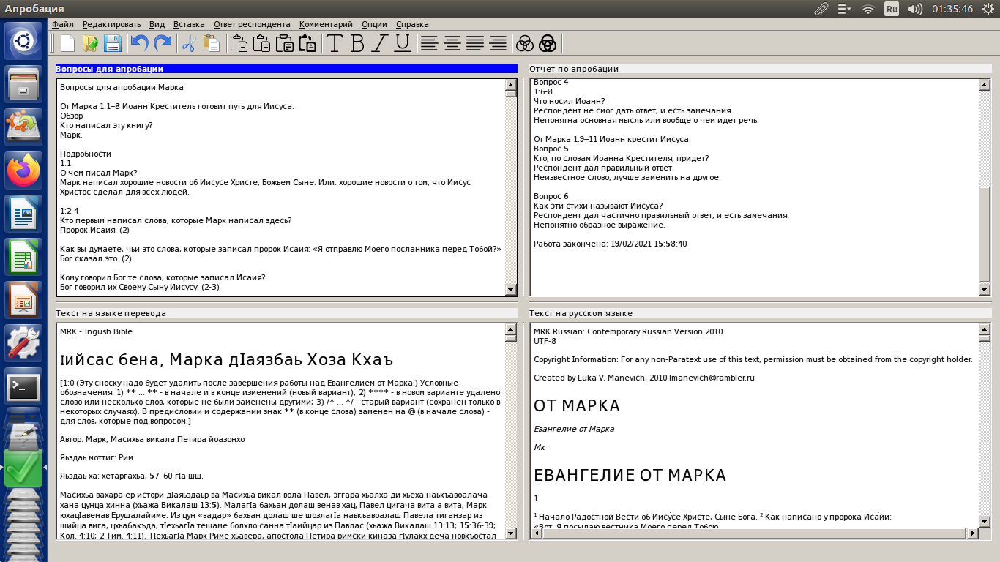 Апробация
Ru
01:35:46
Файл Редактировать Вид Вставка Ответ респондента Комментарий Опции Справка
Вопросы для апробации
Вопросы для апробации Марка
От Марка 1:1–8 Иоанн Креститель готовит путь для Иисуса.
Обзор
Кто написал эту книгу?
Марк.
Подробности
1:1
О чем писал Марк?
Марк написал хорошие новости об Иисусе Христе, Божьем Сыне. Или: хорошие новости о том, что Иисус
Христос сделал для всех людей.
1:2-4
Кто первым написал слова, которые Марк написал здесь?
Пророк Исаия. (2)
Как вы думаете, чьи это слова, которые записал пророк Исаия: «Я отправлю Моего посланника перед Тобой?»
Бог сказал это. (2)
Кому говорил Бог те слова, которые записал Исаия?
Бог говорил их Своему Сыну Иисусу. (2-3)
Отчет по апробации
Вопрос 4
1:6-8
Что носил Иоанн?
Респондент не смог дать ответ, и есть замечания.
Непонятна основная мысль или вообще о чем идет речь.
От Марка 1:9–11 Иоанн крестит Иисуса.
Вопрос 5
Кто, по словам Иоанна Крестителя, придет?
Респондент дал правильный ответ.
Неизвестное слово, лучше заменить на другое.
Вопрос 6
Как эти стихи называют Иисуса?
Респондент дал частично правильный ответ, и есть замечания.
Непонятно образное выражение.
Работа закончена: 19/02/2021 15:58:40
Текст на языке перевода
MRK - Ingush Bible
Iийсас бена, Марка дIаязбаь Хоза Кхаъ
[1:0 (Эту сноску надо будет удалить после завершения работы над Евангелием от Марка.) Условные
обозначения: 1) ** ... ** - в начале и в конце изменений (новый вариант); 2) **** - в новом варианте удалено
слово или несколько слов, которые не были заменены другими; 3) /* ... */ - старый вариант (сохранен только в
некоторых случаях). В предисловии и содержании знак ** (в конце слова) заменен на @ (в начале слова) -
для слов, которые под вопросом.]
Автор: Марк, Масихьа викала Петира йоазонхо
Яьздаь моттиг: Рим
Яьздаь ха: хетаргахьа, 57–60-гIа шш.
Масихьа вахара ер истори дIаяьздаьр ва Масихьа викал вола Павел, эггара хьалха ди хьеха наькъавоалача
хана цунца хинна (хьажа Викалаш 13:5). МалагIа бахьан долаш венав хац, Павел цигача вита а вита, Марк
юхацIавенав Ерушалайиме. Из цун «вадар» бахьан долаш ше шозлагIа наькъавоалаш Павела тиганзар из
шийца вига, цхьабакъда, тIехьагIа тешаме болхло санна тIаийцар из Павлас (хьажа Викалаш 13:13; 15:36-39;
Кол. 4:10; 2 Тим. 4:11). ТIехьагIа Марк Риме хьавера, апостола Петира римски киназа гIулакх деча новкъостал
Текст на русском языке
MRK Russian: Contemporary Russian Version 2010
UTF-8
Copyright Information: For any non-Paratext use of this text, permission must be obtained from the copyright holder.
Created by Luka V. Manevich, 2010 lmanevich@rambler.ru
ОТ МАРКА
Евангелие от Марка
Мк
ЕВАНГЕЛИЕ ОТ МАРКА
1
¹ Начало Радостной Вести об Иису́се Христе, Сыне Бога. ² Как написано у пророка Иса́йи:
«Вот, Я посылаю вестника Моего перед Тобою